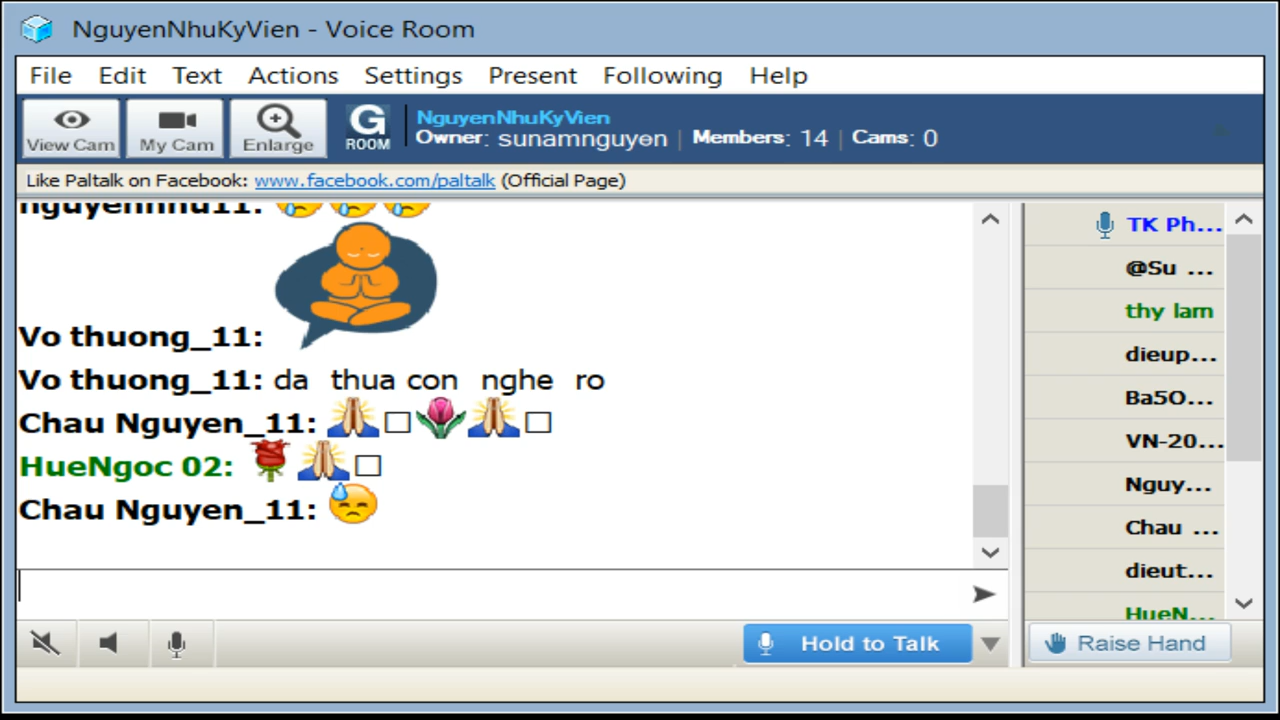 NguyenNhuKyVien - Voice Room
File Edit Text Actions Settings Present Following Help
View Cam My Cam Enlarge G ROOM
NguyenNhuKyVien
Owner: sunamnguyen | Members: 14 | Cams: 0
Like Paltalk on Facebook: www.facebook.com/paltalk (Official Page)
nguyennhu11:
Vo thuong_11:
Vo thuong_11: da thua con nghe ro
Chau Nguyen_11:
HueNgoc 02:
Chau Nguyen_11:
TK Ph...
@Su ...
thy lam
dieup...
Ba5O...
VN-20...
Nguy...
Chau ...
dieut...
HueN...
Hold to Talk
Raise Hand